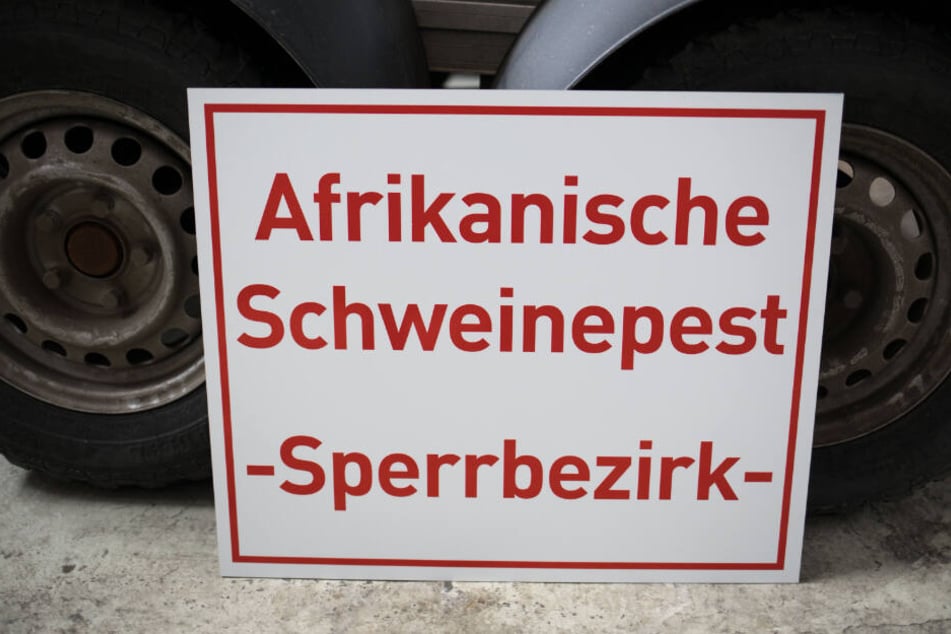 Afrikanische
Schweinepest
-Sperrbezirk-